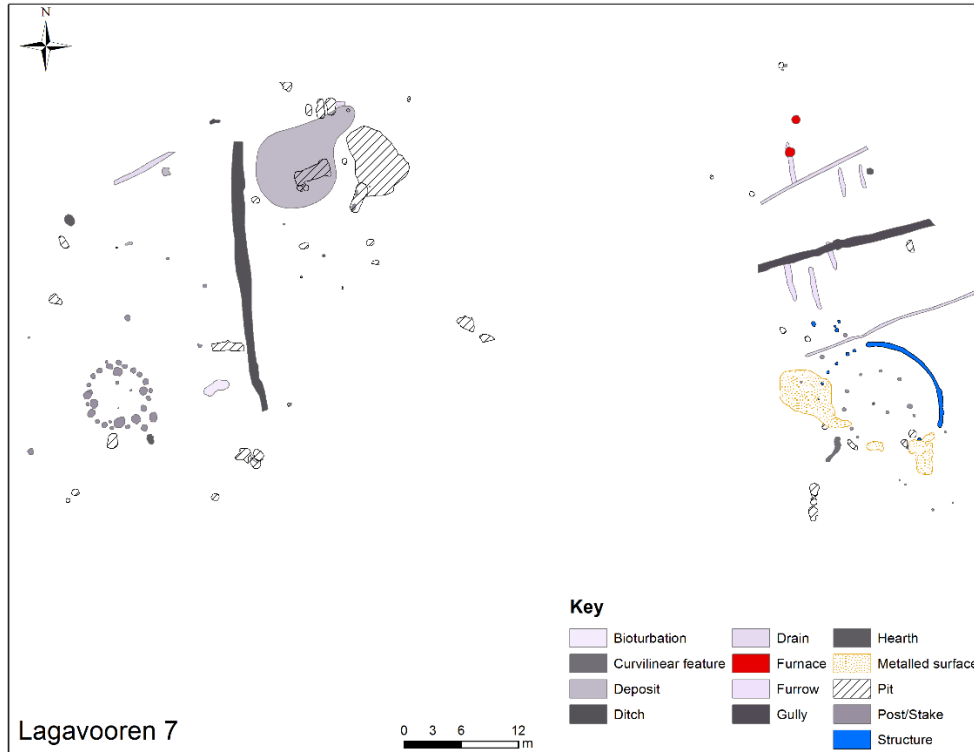 N
Key
Bioturbation
Curvilinear feature
Deposit
Ditch
Drain
Furnace
Furrow
Gully
Hearth
Metalled surface
Pit
Post/Stake
Structure
Lagavooren 7
0 3 6 12
m